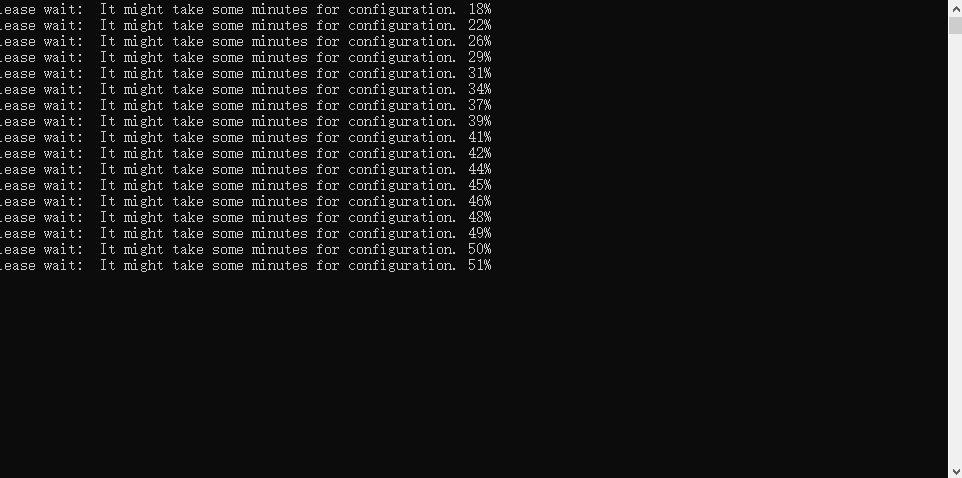 lease wait:  It might take some minutes for configuration. 18%
lease wait:  It might take some minutes for configuration. 22%
lease wait:  It might take some minutes for configuration. 26%
lease wait:  It might take some minutes for configuration. 29%
lease wait:  It might take some minutes for configuration. 31%
lease wait:  It might take some minutes for configuration. 34%
lease wait:  It might take some minutes for configuration. 37%
lease wait:  It might take some minutes for configuration. 39%
lease wait:  It might take some minutes for configuration. 41%
lease wait:  It might take some minutes for configuration. 42%
lease wait:  It might take some minutes for configuration. 44%
lease wait:  It might take some minutes for configuration. 45%
lease wait:  It might take some minutes for configuration. 46%
lease wait:  It might take some minutes for configuration. 48%
lease wait:  It might take some minutes for configuration. 49%
lease wait:  It might take some minutes for configuration. 50%
lease wait:  It might take some minutes for configuration. 51%